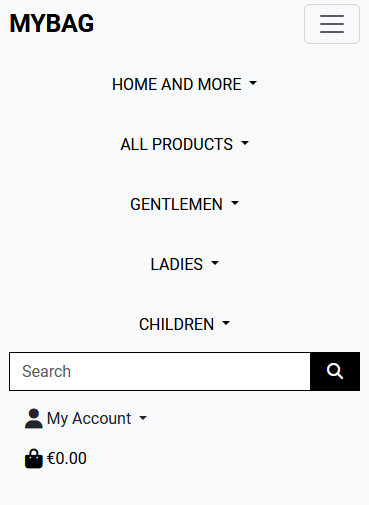 MYBAG
HOME AND MORE
ALL PRODUCTS
GENTLEMEN
LADIES
CHILDREN
Search
My Account
€0.00